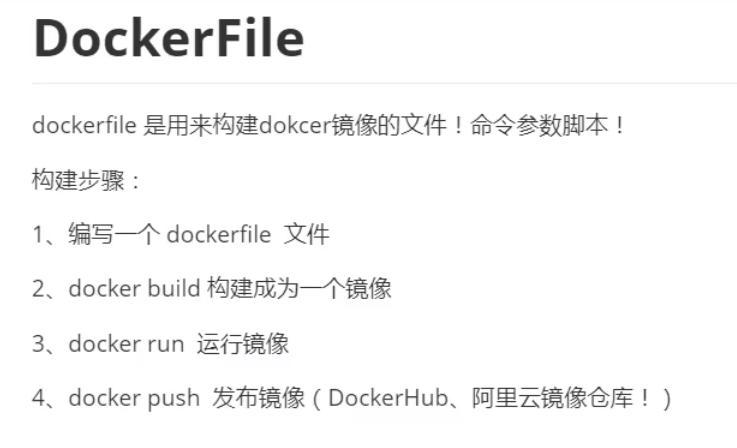 DockerFile
dockerfile 是用来构建dokcer镜像的文件！命令参数脚本！
构建步骤：
1、编写一个 dockerfile 文件
2、docker build 构建成为一个镜像
3、docker run 运行镜像
4、docker push 发布镜像（DockerHub、阿里云镜像仓库！）